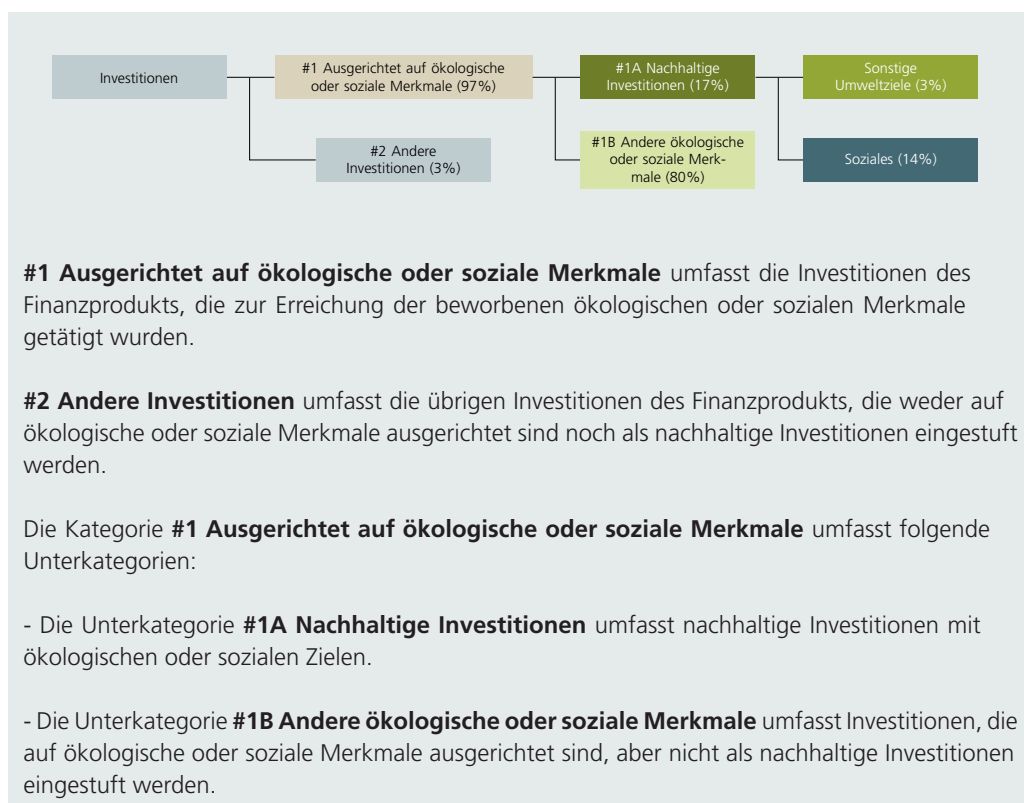 Investitionen
#1 Ausgerichtet auf ökologische
oder soziale Merkmale (97%)
#1A Nachhaltige
Investitionen (17%)
Sonstige
Umweltziele (3%)
#2 Andere
Investitionen (3%)
#1B Andere ökologische
oder soziale Merk-
male (80%)
Soziales (14%)
#1 Ausgerichtet auf ökologische oder soziale Merkmale umfasst die Investitionen des
Finanzprodukts, die zur Erreichung der beworbenen ökologischen oder sozialen Merkmale
getätigt wurden.
#2 Andere Investitionen umfasst die übrigen Investitionen des Finanzprodukts, die weder auf
ökologische oder soziale Merkmale ausgerichtet sind noch als nachhaltige Investitionen eingestuft
werden.
Die Kategorie #1 Ausgerichtet auf ökologische oder soziale Merkmale umfasst folgende
Unterkategorien:
- Die Unterkategorie #1A Nachhaltige Investitionen umfasst nachhaltige Investitionen mit
ökologischen oder sozialen Zielen.
- Die Unterkategorie #1B Andere ökologische oder soziale Merkmale umfasst Investitionen, die
auf ökologische oder soziale Merkmale ausgerichtet sind, aber nicht als nachhaltige Investitionen
eingestuft werden.